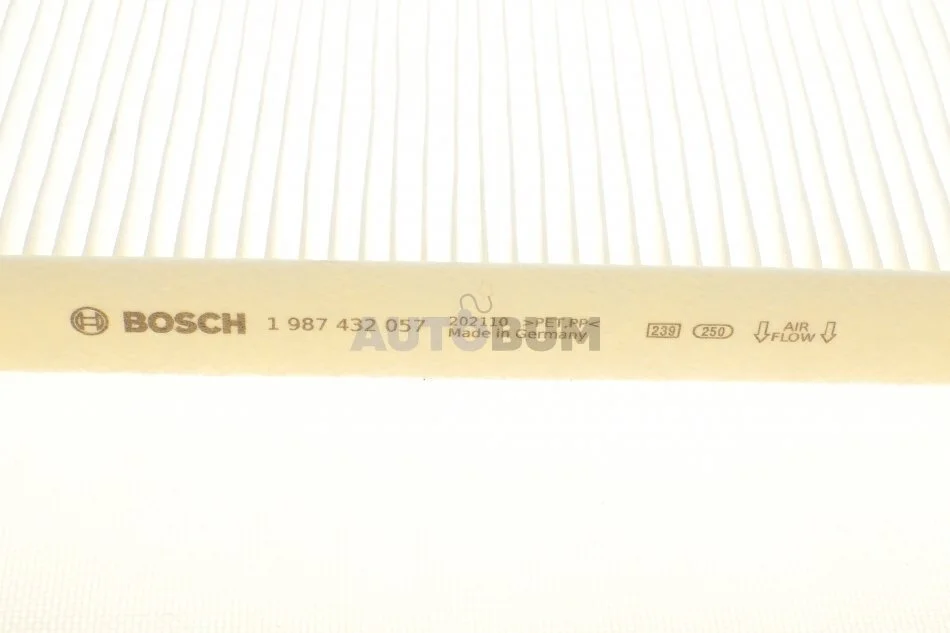 BOSCH 1 987 432 057 202110 >PET,PP<
Made in Germany
239 250 AIR FLOW
AUTOBUM